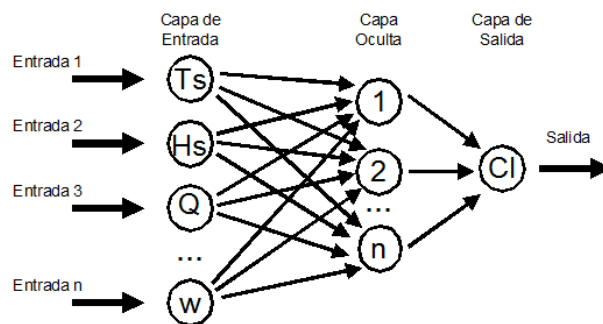 Capa de
Entrada
Capa
Oculta
Capa de
Salida
Entrada 1
Ts
1
Entrada 2
Hs
2
Cl
Salida
Entrada 3
Q
...
n
...
Entrada n
w